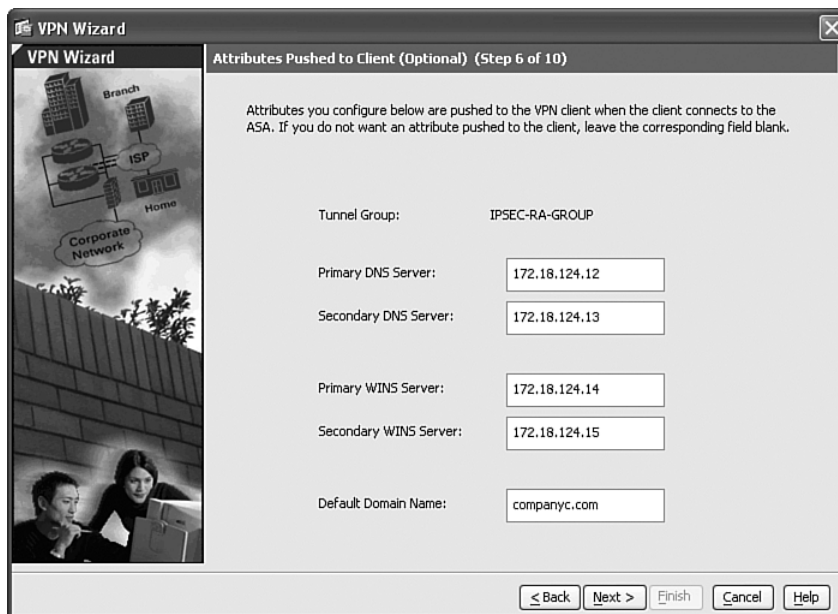 VPN Wizard
VPN Wizard
Branch
ISP
Home
Corporate
Network
Attributes Pushed to Client (Optional) (Step 6 of 10)
Attributes you configure below are pushed to the VPN client when the client connects to the
ASA. If you do not want an attribute pushed to the client, leave the corresponding field blank.
Tunnel Group: IPSEC-RA-GROUP
Primary DNS Server: 172.18.124.12
Secondary DNS Server: 172.18.124.13
Primary WINS Server: 172.18.124.14
Secondary WINS Server: 172.18.124.15
Default Domain Name: companyc.com
< Back Next > Finish Cancel Help